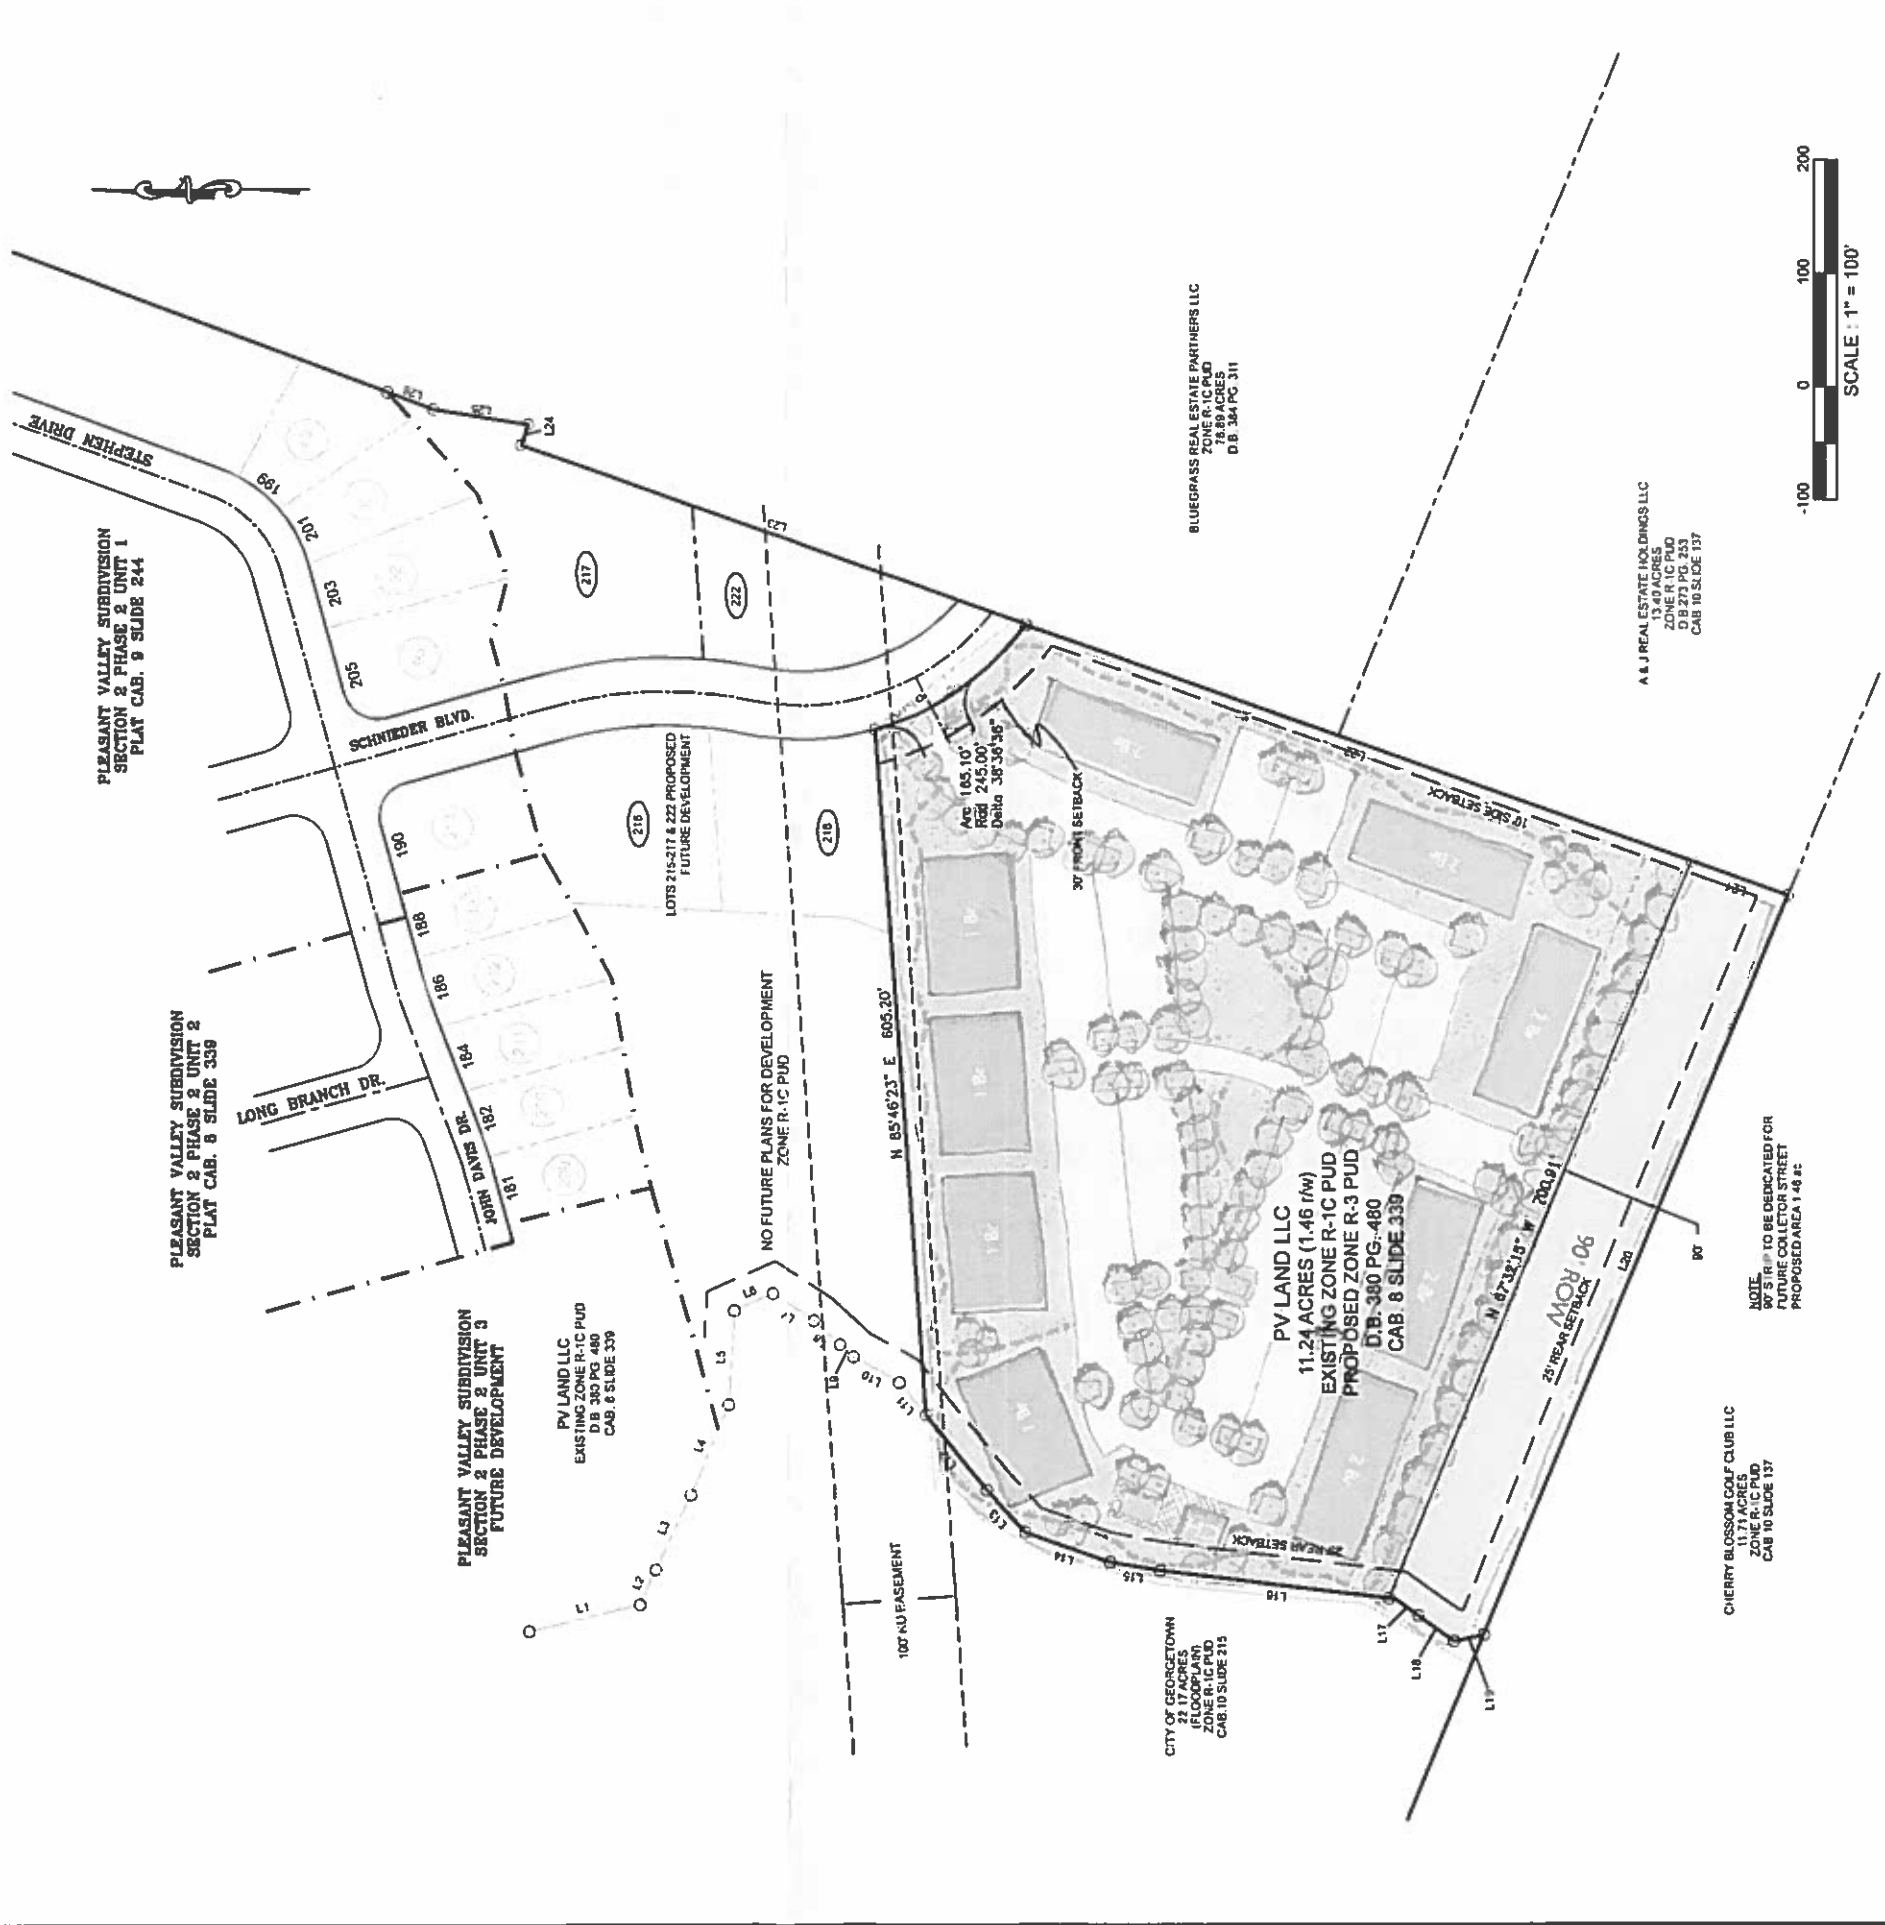 PLEASANT VALLEY SUBDIVISION
SECTION 2 PHASE 2 UNIT 3
FUTURE DEVELOPMENT
PLEASANT VALLEY SUBDIVISION
SECTION 2 PHASE 2 UNIT 2
PLAT CAB. 8 SLIDE 339
PLEASANT VALLEY SUBDIVISION
SECTION 2 PHASE 2 UNIT 1
PLAT CAB. 9 SLIDE 244
STEPHEN DRIVE
LONG BRANCH DR.
JOHN DAVIS DR.
SCHNIEDER BLVD.
181
182
184
186
188
190
205
203
201
199
PV LAND LLC
EXISTING ZONE R-1C PUD
D.B. 380 PG 480
CAB. 8 SLIDE 339
L1
L2
L3
L4
L5
L6
L7
L9
L10
L11
216
217
222
LOTS 215-217 & 222 PROPOSED
FUTURE DEVELOPMENT
NO FUTURE PLANS FOR DEVELOPMENT
ZONE R-1C PUD
L24
L23
100' KU EASEMENT
N 85°46'23" E 605.20'
Arc 165.10'
Rad 245.00'
Delta 38°36'36"
30' FRONT SETBACK
L13
L14
L15
L16
L17
L18
L19
L20
L21
L22
10' SIDE SETBACK
25' REAR SETBACK
PV LAND LLC
11.24 ACRES (1.46 r/w)
EXISTING ZONE R-1C PUD
PROPOSED ZONE R-3 PUD
D.B. 380 PG. 480
CAB. 8 SLIDE 339
N 67°32'15" W 700.91'
90' ROW
25' REAR SETBACK
90'
CITY OF GEORGETOWN
22.17 ACRES
(FLOODPLAIN)
ZONE R-1C PUD
CAB.10 SLIDE 215
BLUEGRASS REAL ESTATE PARTNERS LLC
ZONE R-1C PUD
78.89 ACRES
D.B. 384 PG. 311
A & J REAL ESTATE HOLDINGS LLC
13.40 ACRES
ZONE R-1C PUD
D.B.273 PG. 253
CAB 10 SLIDE 137
CHERRY BLOSSOM GOLF CLUB LLC
11.71 ACRES
ZONE R-1C PUD
CAB 10 SLIDE 137
NOTE
90' STRIP TO BE DEDICATED FOR
FUTURE COLLETOR STREET
PROPOSED AREA 1.46 ac
-100 0 100 200
SCALE : 1" = 100'